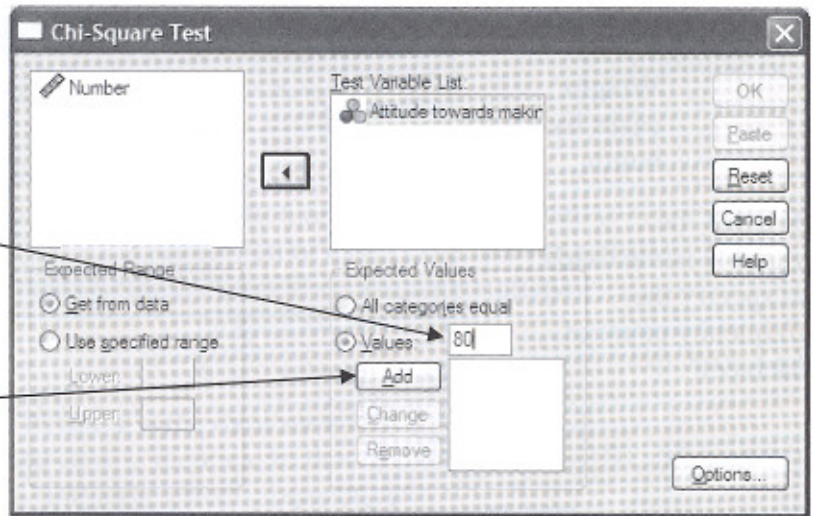 Chi-Square Test
Number
Test Variable List:
Attitude towards makin
OK
Paste
Reset
Cancel
Help
Expected Range
Get from data
Use specified range
Lower:
Upper:
Expected Values
All categories equal
Values
80
Add
Change
Remove
Options...